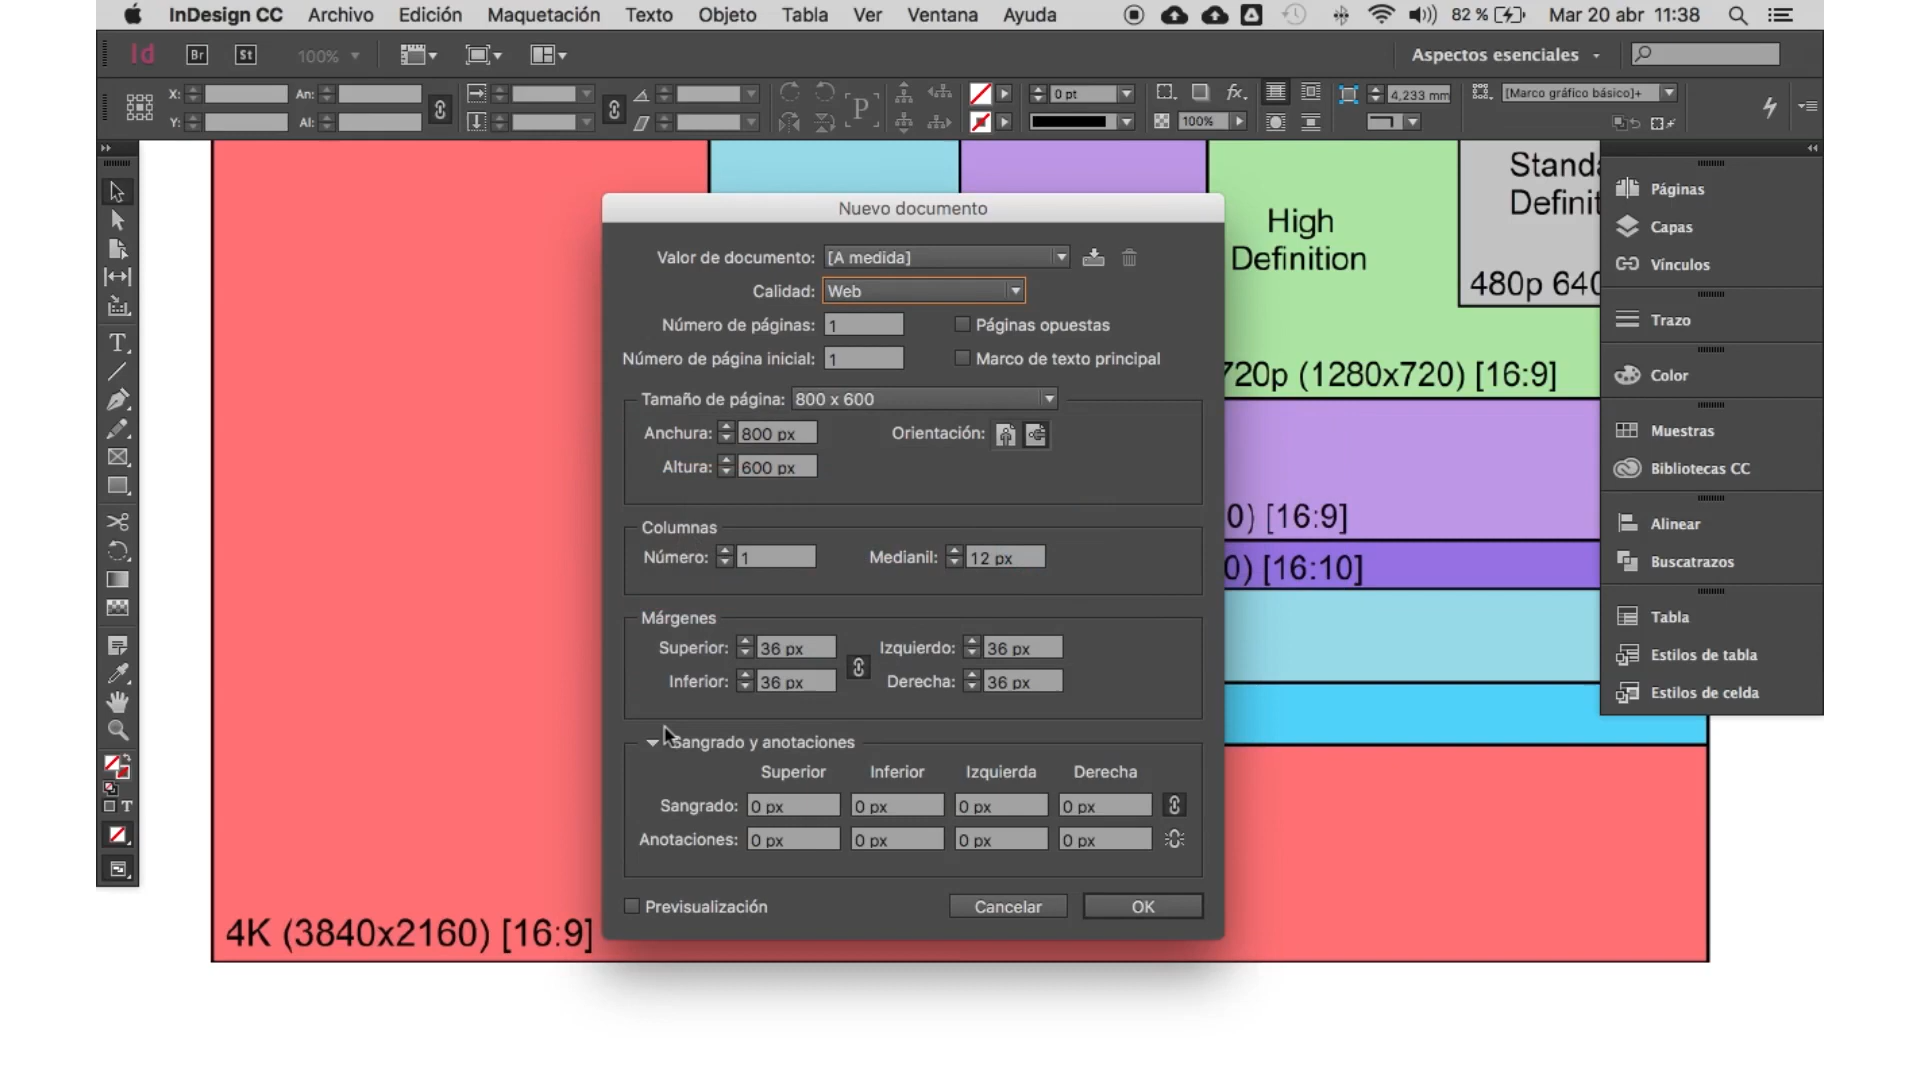 InDesign CC Archivo Edición Maquetación Texto Objeto Tabla Ver Ventana Ayuda 82 % Mar 20 abr 11:38
Id Br St 100% Aspectos esenciales
X: An: 0 pt fx. 4,233 mm [Marco gráfico básico]+
Y: Al: P 100%
Standa
Definit
480p 640
High
Definition
720p (1280x720) [16:9]
0) [16:9]
0) [16:10]
4K (3840x2160) [16:9]
Nuevo documento
Valor de documento: [A medida]
Calidad: Web
Número de páginas: 1 Páginas opuestas
Número de página inicial: 1 Marco de texto principal
Tamaño de página: 800 x 600
Anchura: 800 px Orientación:
Altura: 600 px
Columnas
Número: 1 Medianil: 12 px
Márgenes
Superior: 36 px Izquierdo: 36 px
Inferior: 36 px Derecha: 36 px
Sangrado y anotaciones
Superior Inferior Izquierda Derecha
Sangrado: 0 px 0 px 0 px 0 px
Anotaciones: 0 px 0 px 0 px 0 px
Previsualización Cancelar OK
Páginas
Capas
Vínculos
Trazo
Color
Muestras
Bibliotecas CC
Alinear
Buscatrazos
Tabla
Estilos de tabla
Estilos de celda